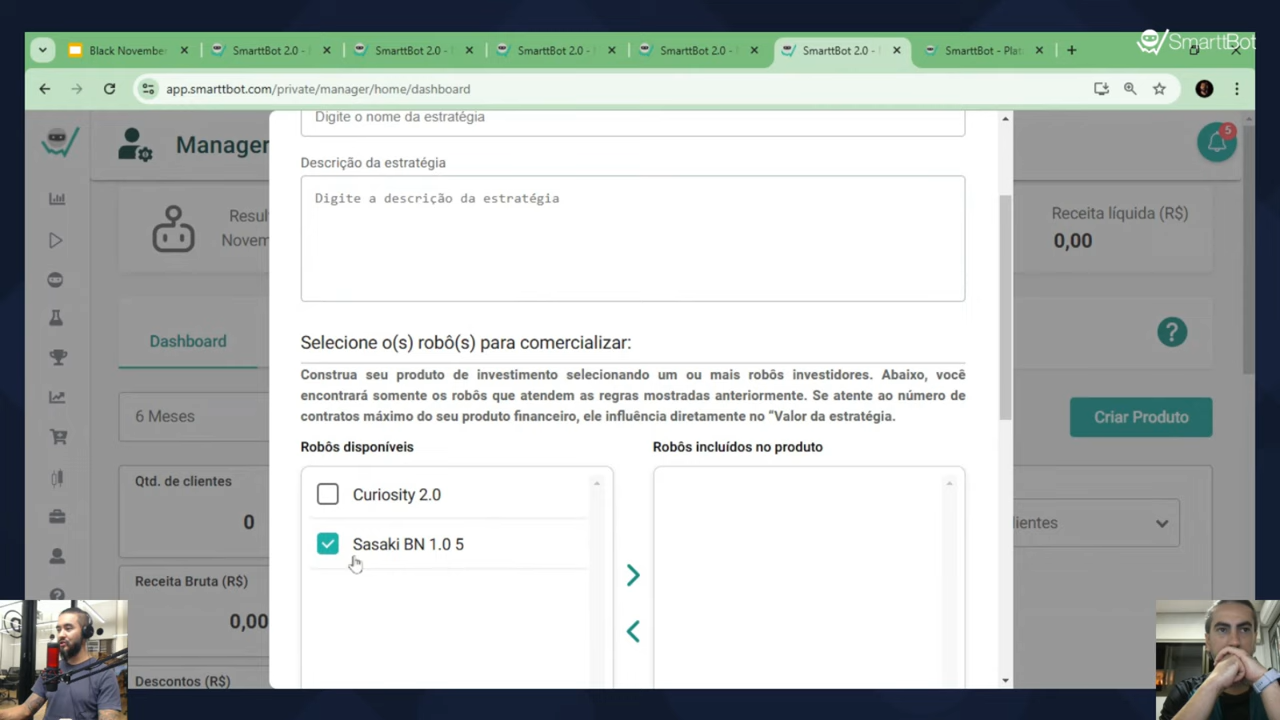 Black Novembe
SmarttBot 2.0 -
SmarttBot 2.0 -
SmarttBot 2.0 -
SmarttBot 2.0 -
SmarttBot 2.0 -
SmarttBot - Plat
SmarttBot
app.smarttbot.com/private/manager/home/dashboard
Manager
5
Digite o nome da estratégia
Descrição da estratégia
Digite a descrição da estratégia
Resul
Novem
Receita líquida (R$)
0,00
Dashboard
?
Selecione o(s) robô(s) para comercializar:
Construa seu produto de investimento selecionando um ou mais robôs investidores. Abaixo, você
encontrará somente os robôs que atendem as regras mostradas anteriormente. Se atente ao número de
contratos máximo do seu produto financeiro, ele influência diretamente no "Valor da estratégia.
6 Meses
Criar Produto
Robôs disponíveis
Robôs incluídos no produto
Qtd. de clientes
0
Curiosity 2.0
Sasaki BN 1.0 5
lientes
Receita Bruta (R$)
0,00
Descontos (R$)